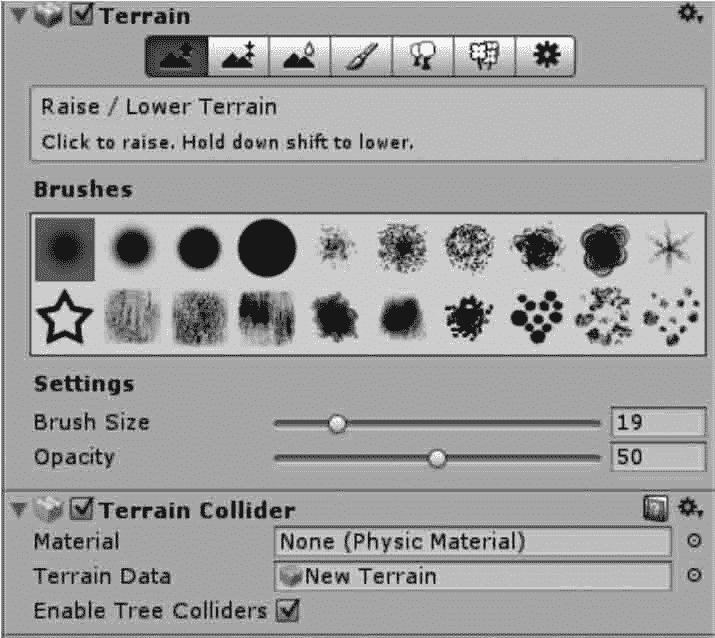 Terrain
Raise / Lower Terrain
Click to raise. Hold down shift to lower.
Brushes
Settings
Brush Size 19
Opacity 50
Terrain Collider
Material None (Physic Material)
Terrain Data New Terrain
Enable Tree Colliders